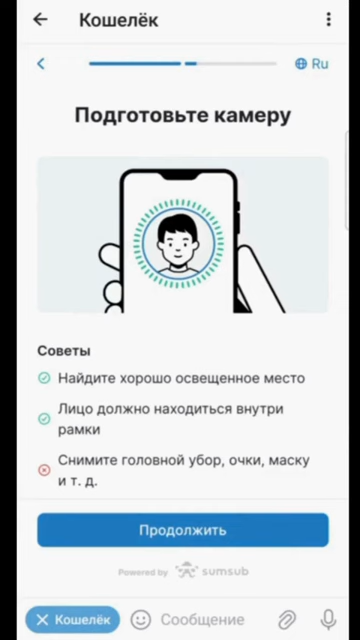 Кошелёк
Ru
Подготовьте камеру
Советы
Найдите хорошо освещенное место
Лицо должно находиться внутри
рамки
Снимите головной убор, очки, маску
и т. д.
Продолжить
Powered by sumsub
Кошелёк
Сообщение